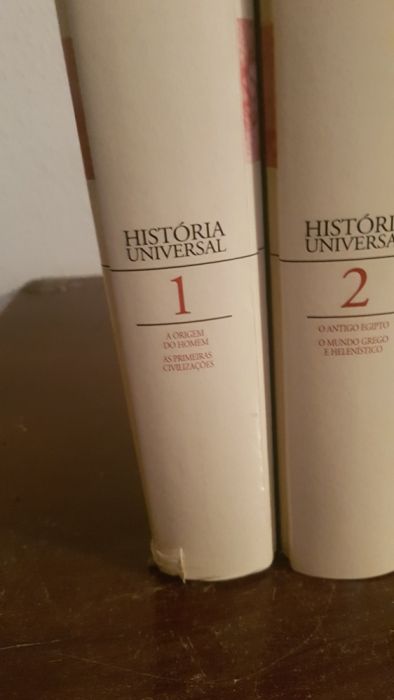 HISTÓRIA
UNIVERSAL
1
A ORIGEM
DO HOMEM
AS PRIMEIRAS
CIVILIZAÇÕES
HISTÓRI
UNIVERSA
2
O ANTIGO EGIPTO
O MUNDO GREGO
E HELENÍSTICO